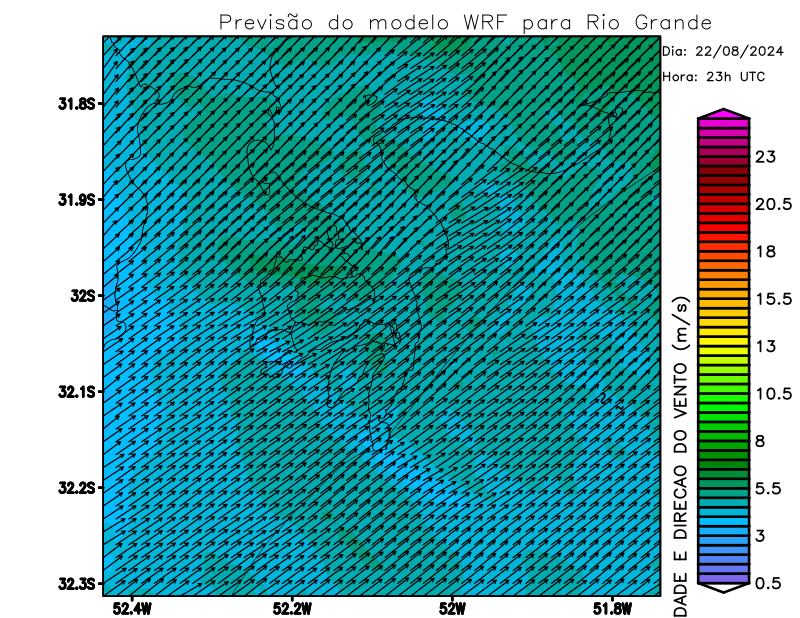 Previsão do modelo WRF para Rio Grande
Dia: 22/08/2024
Hora: 23h UTC
31.8S
31.9S
32S
32.1S
32.2S
32.3S
52.4W
52.2W
52W
51.8W
23
20.5
18
15.5
13
10.5
8
5.5
3
0.5
DADE E DIRECAO DO VENTO (m/s)